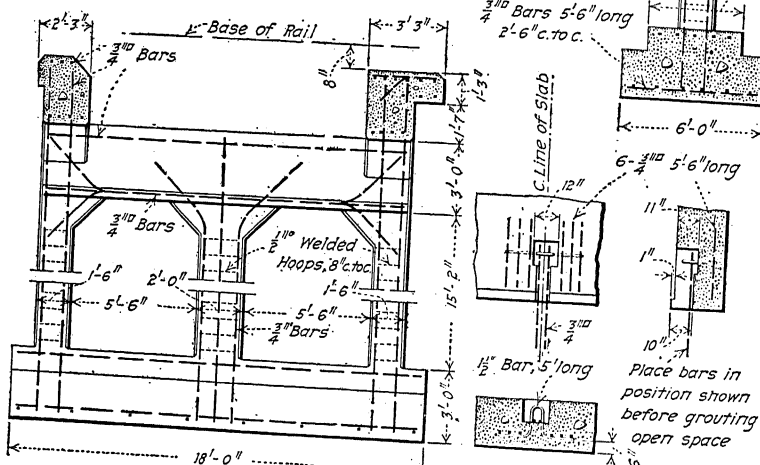 2'-3"
Base of Rail
3'3"
3/4"□ Bars 5'-6" long
2'-6" c. to c.
3/4"□ Bars
8"
1'-3"
1'-7"
3'-0"
6'-0"
C. Line of Slab
12"
6-3/4"□ 5'-6" long
11"
1"
3/4"□ Bars
1/2"° Welded
Hoops, 8" c. to c.
1'-6"
2'-0"
1'-6"
5'-6"
5'-6"
3/4"□ Bars
15'-2"
3/4"□
1 1/2"° Bar, 5' long
10"
Place bars in
position shown
before grouting
open space
3'-0"
18'-0"